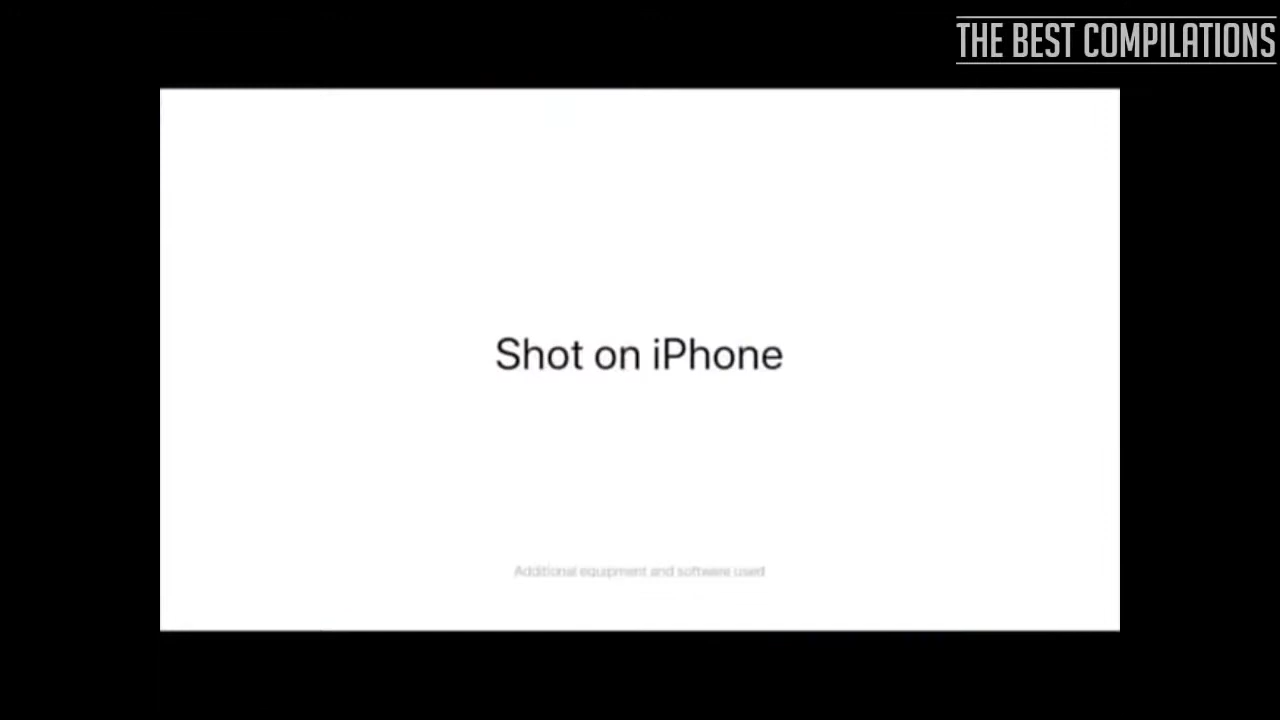 THE BEST COMPILATIONS
Shot on iPhone
Additional equipment and software used